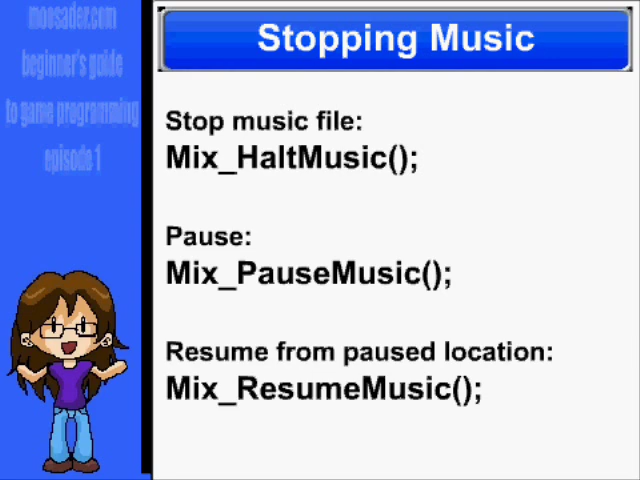 moosader.com
beginner's guide
to game programming
episode 1
Stopping Music
Stop music file:
Mix_HaltMusic();
Pause:
Mix_PauseMusic();
Resume from paused location:
Mix_ResumeMusic();